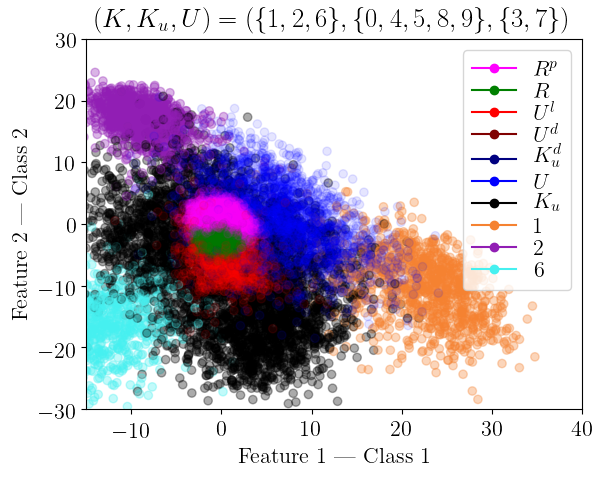 (K, K_u, U) = ({1, 2, 6}, {0, 4, 5, 8, 9}, {3, 7})
30
20
10
0
−10
−20
−30
Feature 2 — Class 2
R^p
R
U^l
U^d
K_u^d
U
K_u
1
2
6
−10
0
10
20
30
40
Feature 1 — Class 1